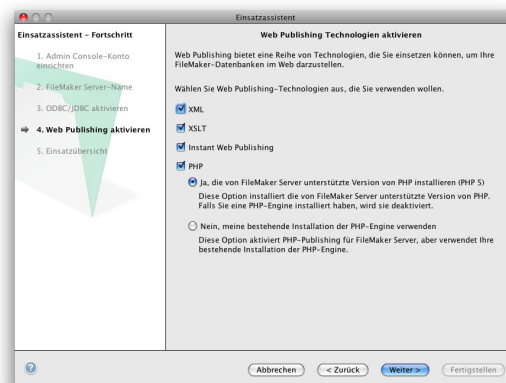 Einsatzassistent
Einsatzassistent – Fortschritt
1. Admin Console-Konto
einrichten
2. FileMaker Server-Name
3. ODBC/JDBC aktivieren
4. Web Publishing aktivieren
5. Einsatzübersicht
Web Publishing Technologien aktivieren
Web Publishing bietet eine Reihe von Technologien, die Sie einsetzen können, um Ihre
FileMaker-Datenbanken im Web darzustellen.
Wählen Sie Web Publishing-Technologien aus, die Sie verwenden wollen.
XML
XSLT
Instant Web Publishing
PHP
Ja, die von FileMaker Server unterstützte Version von PHP installieren (PHP 5)
Diese Option installiert die von FileMaker Server unterstützte Version von PHP.
Falls Sie eine PHP-Engine installiert haben, wird sie deaktiviert.
Nein, meine bestehende Installation der PHP-Engine verwenden
Diese Option aktiviert PHP-Publishing für FileMaker Server, aber verwendet Ihre
bestehende Installation der PHP-Engine.
?
Abbrechen
< Zurück
Weiter >
Fertigstellen